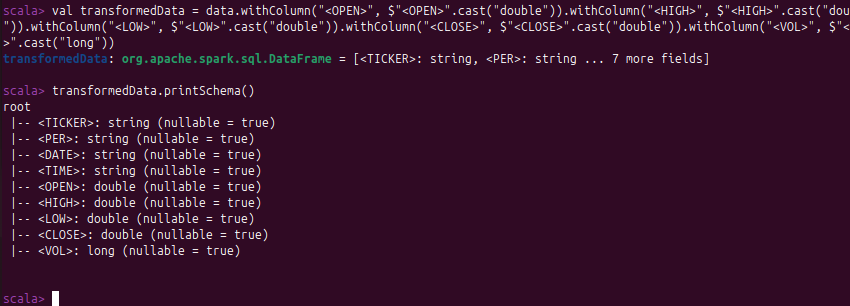 scala> val transformedData = data.withColumn("<OPEN>", $"<OPEN>".cast("double")).withColumn("<HIGH>", $"<HIGH>".cast("dou
")).withColumn("<LOW>", $"<LOW>".cast("double")).withColumn("<CLOSE>", $"<CLOSE>".cast("double")).withColumn("<VOL>", $"<
>".cast("long"))
transformedData: org.apache.spark.sql.DataFrame = [<TICKER>: string, <PER>: string ... 7 more fields]
scala> transformedData.printSchema()
root
|-- <TICKER>: string (nullable = true)
|-- <PER>: string (nullable = true)
|-- <DATE>: string (nullable = true)
|-- <TIME>: string (nullable = true)
|-- <OPEN>: double (nullable = true)
|-- <HIGH>: double (nullable = true)
|-- <LOW>: double (nullable = true)
|-- <CLOSE>: double (nullable = true)
|-- <VOL>: long (nullable = true)
scala>